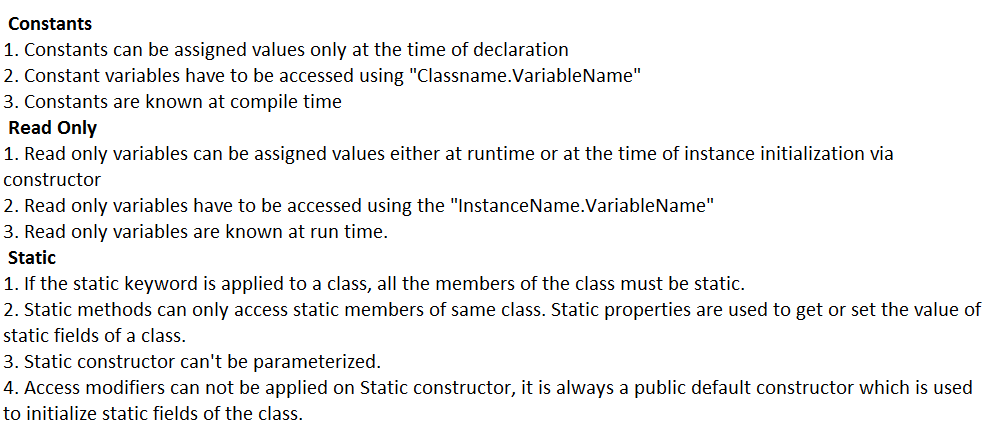 Constants
1. Constants can be assigned values only at the time of declaration
2. Constant variables have to be accessed using "Classname.VariableName"
3. Constants are known at compile time
Read Only
1. Read only variables can be assigned values either at runtime or at the time of instance initialization via
constructor
2. Read only variables have to be accessed using the "InstanceName.VariableName"
3. Read only variables are known at run time.
Static
1. If the static keyword is applied to a class, all the members of the class must be static.
2. Static methods can only access static members of same class. Static properties are used to get or set the value of
static fields of a class.
3. Static constructor can't be parameterized.
4. Access modifiers can not be applied on Static constructor, it is always a public default constructor which is used
to initialize static fields of the class.